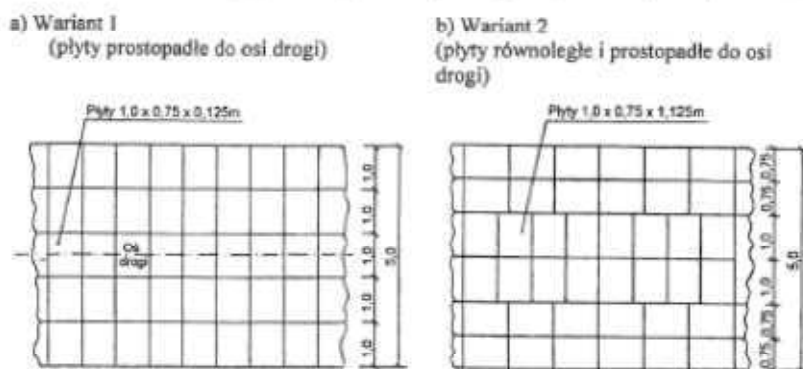 a) Wariant 1
(płyty prostopadłe do osi drogi)
b) Wariant 2
(płyty równoległe i prostopadłe do osi
drogi)
Płyty 1,0 x 0,75 x 0,125m
Oś
drogi
1,0
1,0
1,0
1,0
1,0
5,0
Płyty 1,0 x 0,75 x 1,125m
0,75
0,75
1,0
1,0
0,75
0,75
5,0